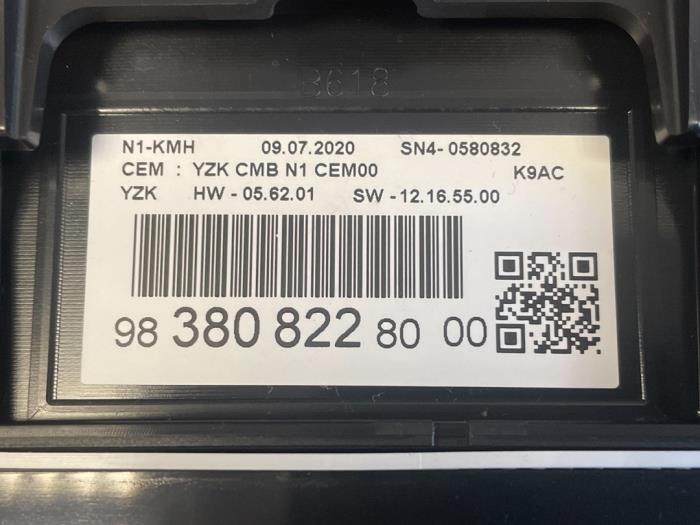 B618
N1-KMH 09.07.2020 SN4- 0580832
CEM : YZK CMB N1 CEM00 K9AC
YZK HW - 05.62.01 SW - 12.16.55.00
98 380 822 80 00